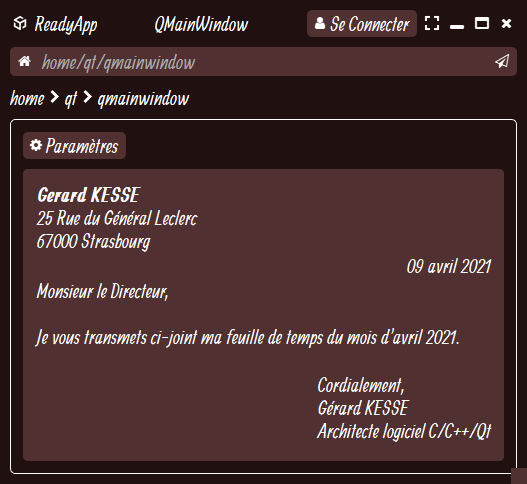 ReadyApp QMainWindow Se Connecter
home/qt/qmainwindow
home qt qmainwindow
Paramètres
Gerard KESSE
25 Rue du Général Leclerc
67000 Strasbourg
09 avril 2021
Monsieur le Directeur,
Je vous transmets ci-joint ma feuille de temps du mois d'avril 2021.
Cordialement,
Gérard KESSE
Architecte logiciel C/C++/Qt